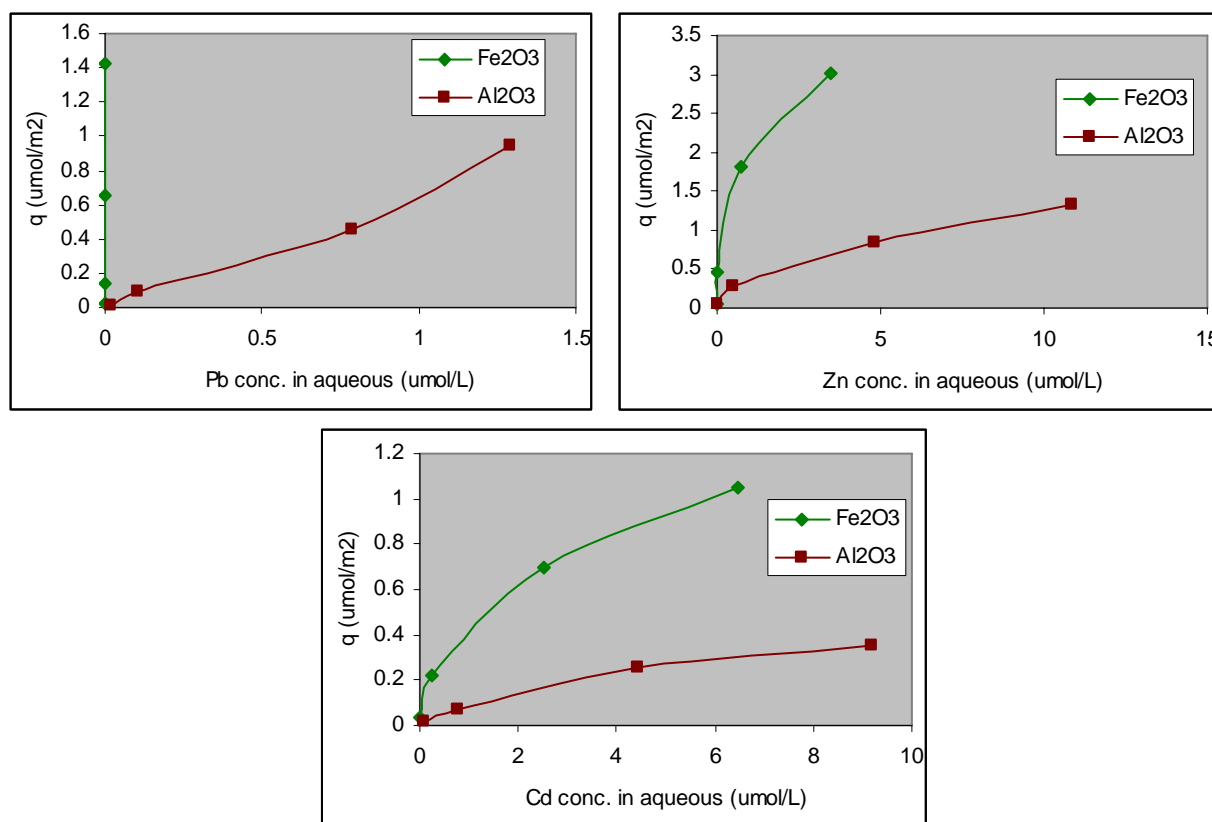 1.6
1.4
1.2
1
0.8
0.6
0.4
0.2
0
q (umol/m2)
0 0.5 1 1.5
Pb conc. in aqueous (umol/L)
Fe2O3
Al2O3
3.5
3
2.5
2
1.5
1
0.5
0
q (umol/m2)
0 5 10 15
Zn conc. in aqueous (umol/L)
Fe2O3
Al2O3
1.2
1
0.8
0.6
0.4
0.2
0
q (umol/m2)
0 2 4 6 8 10
Cd conc. in aqueous (umol/L)
Fe2O3
Al2O3